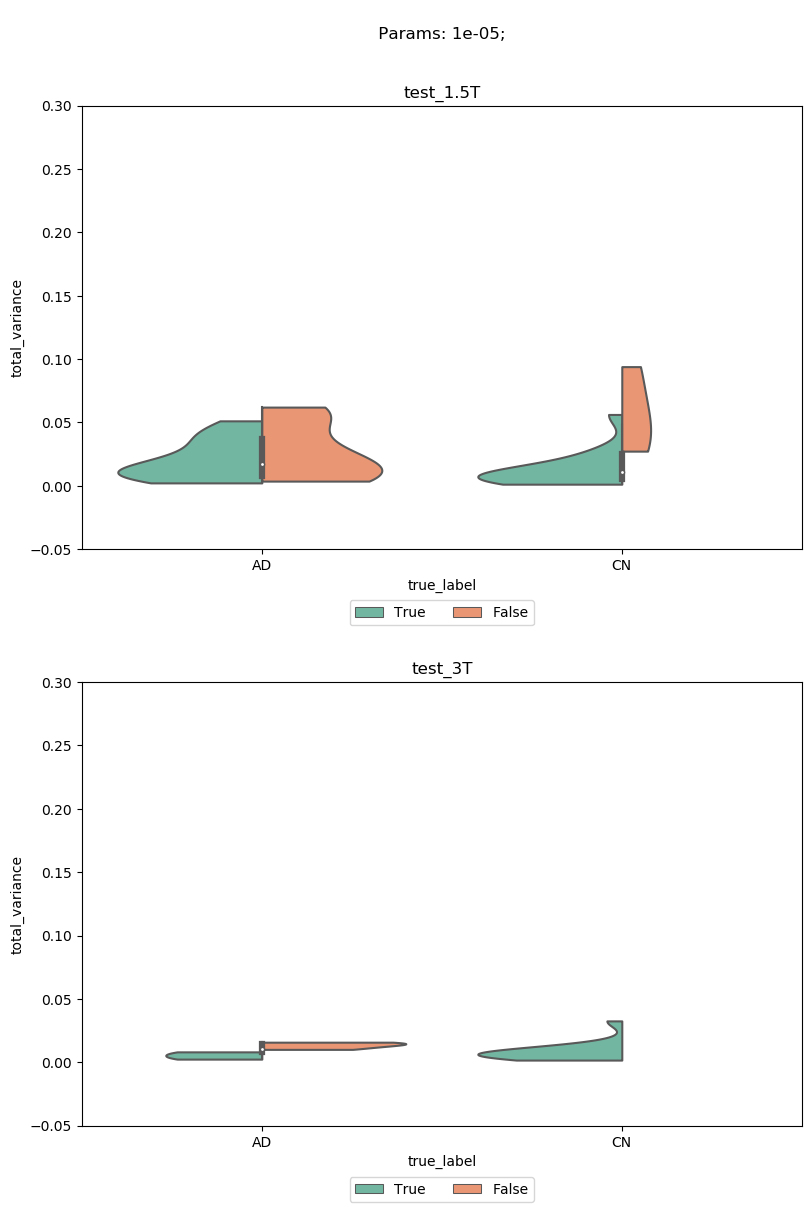 Params: 1e-05;
test_1.5T
0.30
0.25
0.20
0.15
0.10
0.05
0.00
−0.05
total_variance
AD CN
true_label
True False
test_3T
0.30
0.25
0.20
0.15
0.10
0.05
0.00
−0.05
total_variance
AD CN
true_label
True False